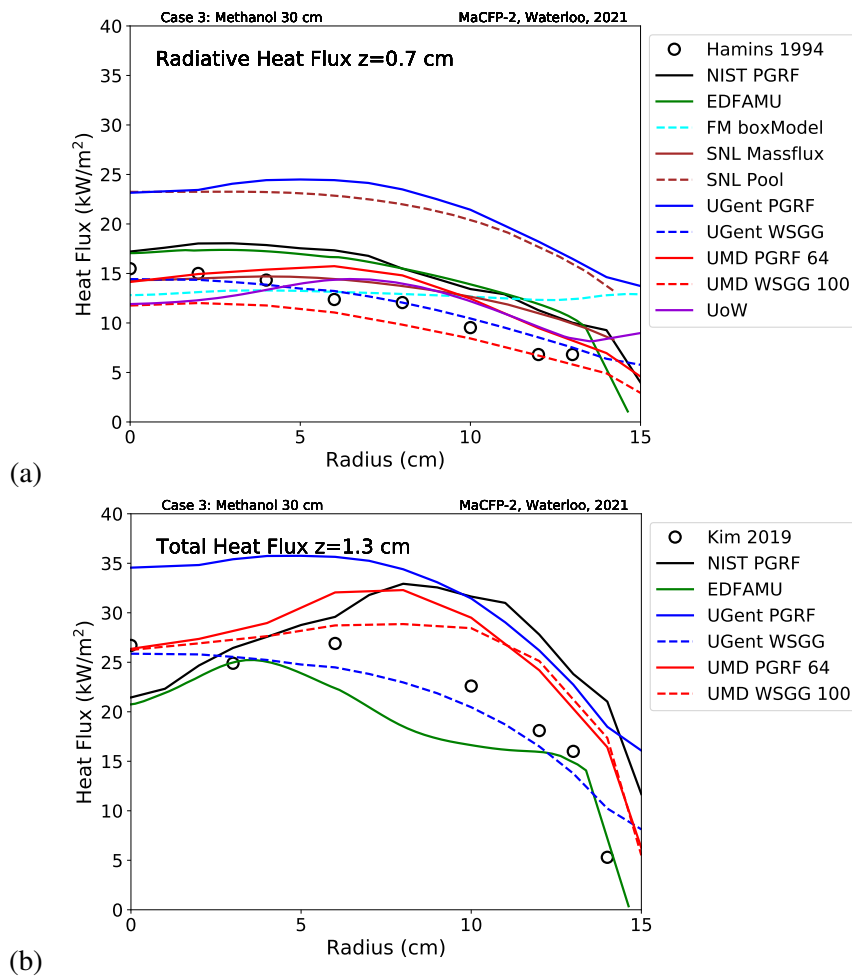 Case 3: Methanol 30 cm MaCFP-2, Waterloo, 2021
Radiative Heat Flux z=0.7 cm
40
35
30
25
20
15
10
5
0
Heat Flux (kW/m²)
0 5 10 15
Radius (cm)
Hamins 1994
NIST PGRF
EDFAMU
FM boxModel
SNL Massflux
SNL Pool
UGent PGRF
UGent WSGG
UMD PGRF 64
UMD WSGG 100
UoW
(a)
Case 3: Methanol 30 cm MaCFP-2, Waterloo, 2021
Total Heat Flux z=1.3 cm
40
35
30
25
20
15
10
5
0
Heat Flux (kW/m²)
0 5 10 15
Radius (cm)
Kim 2019
NIST PGRF
EDFAMU
UGent PGRF
UGent WSGG
UMD PGRF 64
UMD WSGG 100
(b)